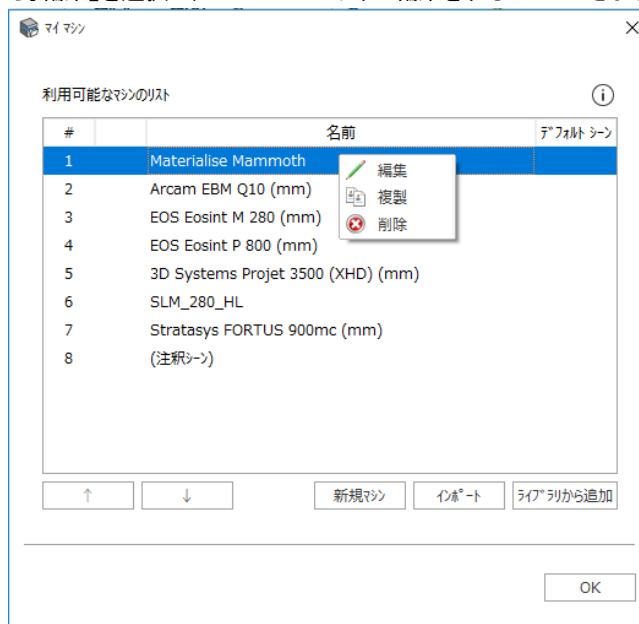 マイ マシン
利用可能なマシンのリスト
# 名前 デフォルト シーン
1 Materialise Mammoth
編集
2 Arcam EBM Q10 (mm)
複製
3 EOS Eosint M 280 (mm)
削除
4 EOS Eosint P 800 (mm)
5 3D Systems Projet 3500 (XHD) (mm)
6 SLM_280_HL
7 Stratasys FORTUS 900mc (mm)
8 (注釈シーン)
↑ ↓ 新規マシン インポート ライブラリから追加
OK